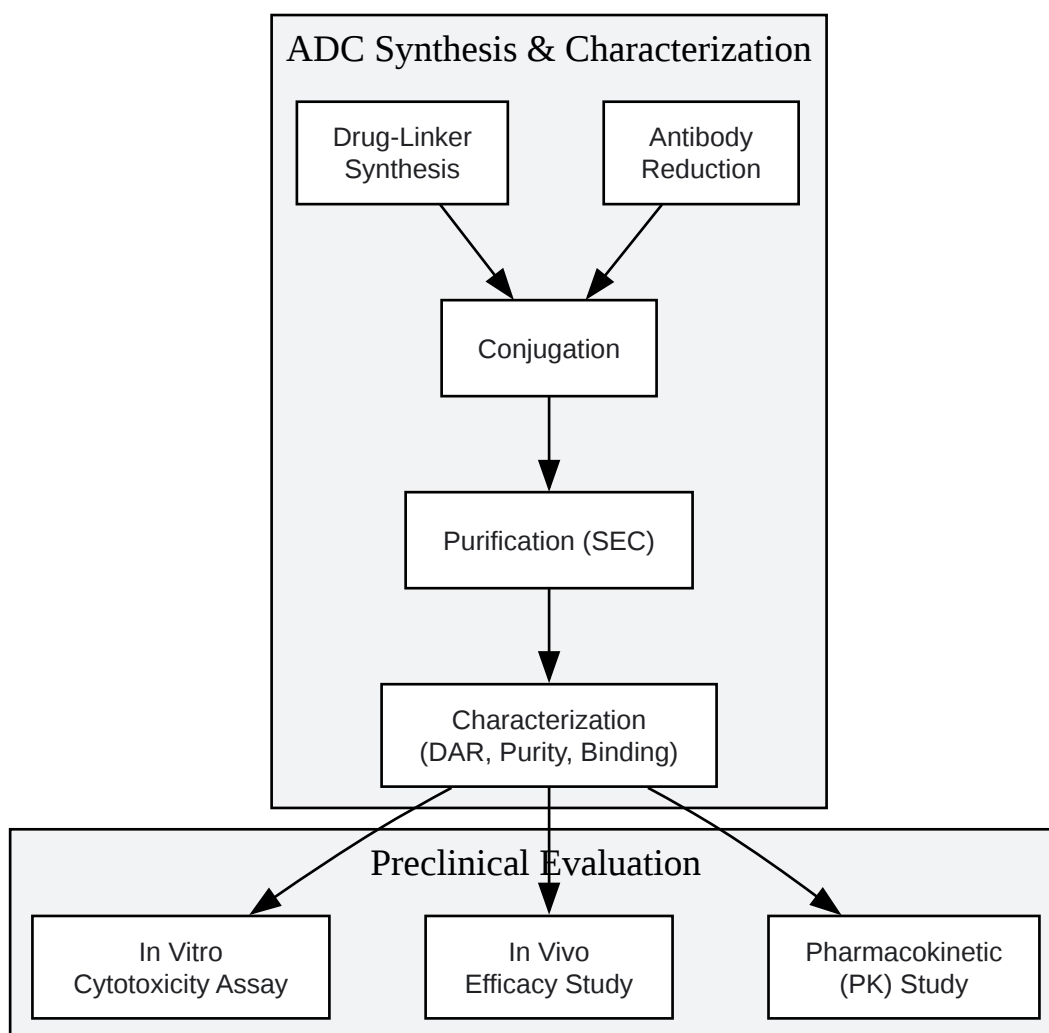 ADC Synthesis & Characterization
Drug-Linker
Synthesis
Antibody
Reduction
Conjugation
Purification (SEC)
Characterization
(DAR, Purity, Binding)
Preclinical Evaluation
In Vitro
Cytotoxicity Assay
In Vivo
Efficacy Study
Pharmacokinetic
(PK) Study